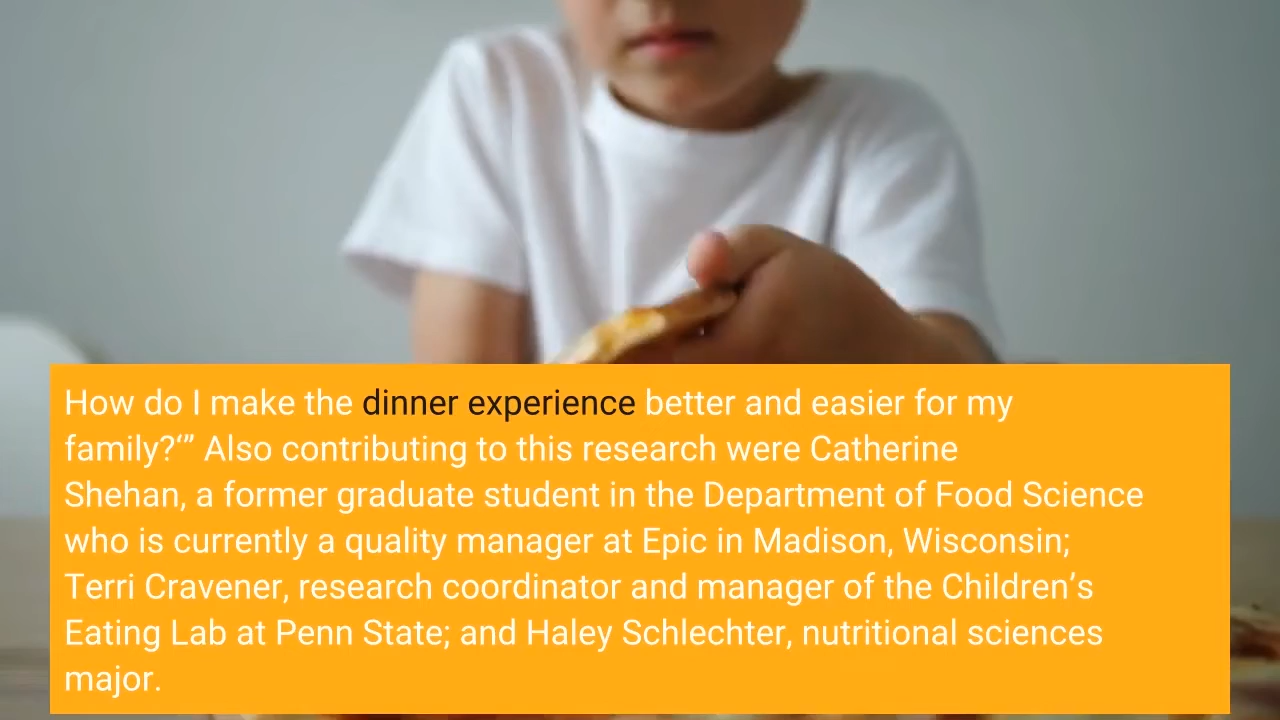 How do I make the dinner experience better and easier for my
family?‘” Also contributing to this research were Catherine
Shehan, a former graduate student in the Department of Food Science
who is currently a quality manager at Epic in Madison, Wisconsin;
Terri Cravener, research coordinator and manager of the Children’s
Eating Lab at Penn State; and Haley Schlechter, nutritional sciences
major.